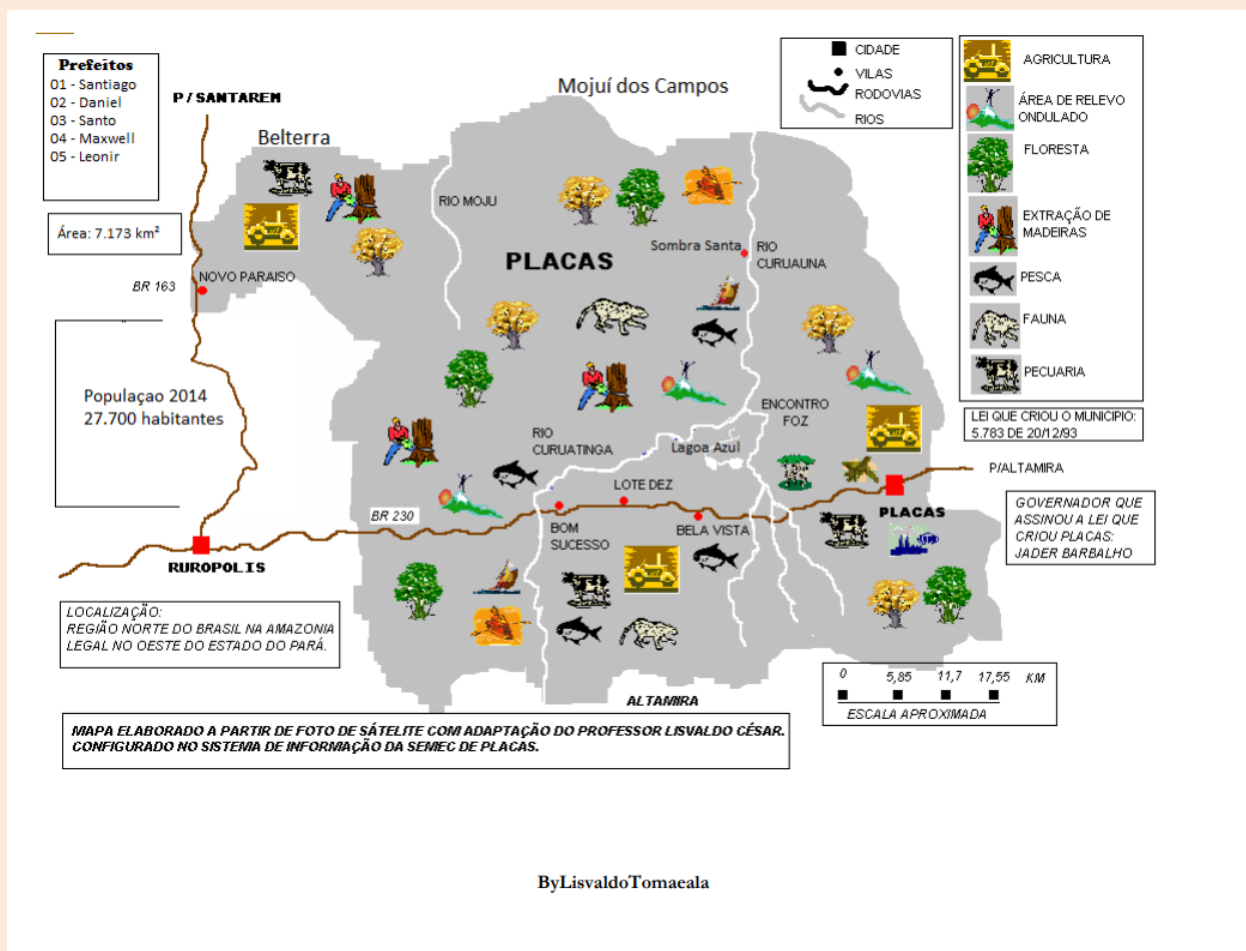 Prefeitos
01 - Santiago
02 - Daniel
03 - Santo
04 - Maxwell
05 - Leonir
P/SANTAREM
Belterra
Mojuí dos Campos
CIDADE
VILAS
RODOVIAS
RIOS
AGRICULTURA
ÁREA DE RELEVO
ONDULADO
FLORESTA
EXTRAÇÃO DE
MADEIRAS
PESCA
FAUNA
PECUARIA
Área: 7.173 km²
RIO MOJU
PLACAS
Sombra Santa
RIO
CURUAUNA
NOVO PARAISO
BR 163
Populaçao 2014
27.700 habitantes
ENCONTRO
FOZ
LEI QUE CRIOU O MUNICIPIO:
5.783 DE 20/12/93
RIO
CURUATINGA
Lagoa Azul
P/ALTAMIRA
LOTE DEZ
BR 230
BOM
SUCESSO
BELA VISTA
PLACAS
GOVERNADOR QUE
ASSINOU A LEI QUE
CRIOU PLACAS:
JADER BARBALHO
RUROPOLIS
LOCALIZAÇÃO:
REGIÃO NORTE DO BRASIL NA AMAZONIA
LEGAL NO OESTE DO ESTADO DO PARÁ.
0 5,85 11,7 17,55 KM
ESCALA APROXIMADA
ALTAMIRA
MAPA ELABORADO A PARTIR DE FOTO DE SÁTELITE COM ADAPTAÇÃO DO PROFESSOR LISVALDO CÉSAR.
CONFIGURADO NO SISTEMA DE INFORMAÇÃO DA SEMEC DE PLACAS.
ByLisvaldoTomaeala